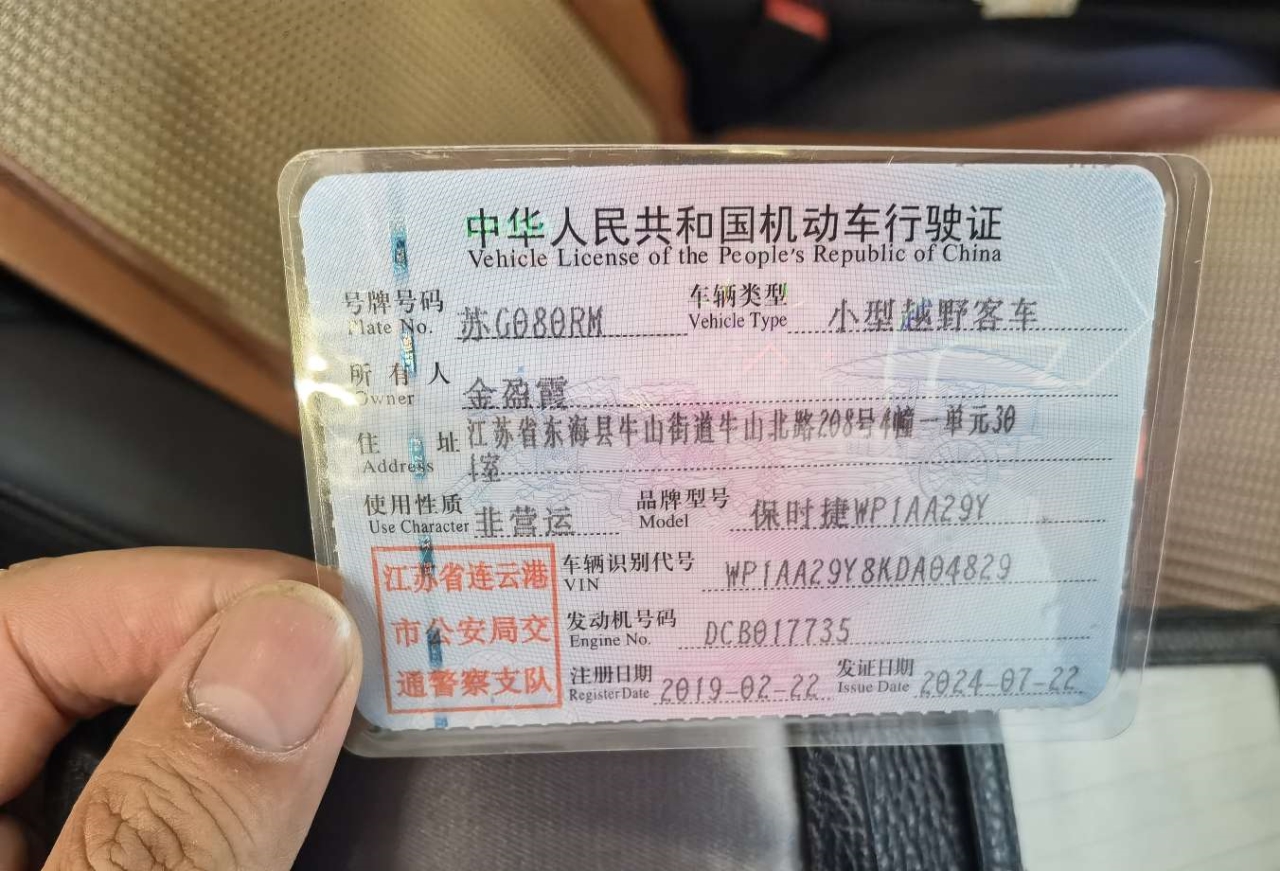 中华人民共和国机动车行驶证
Vehicle License of the People's Republic of China
号牌号码 苏G080RM 车辆类型 小型越野客车
Plate No. Vehicle Type
所有人 金盈霞
Owner
住址 江苏省东海县牛山街道牛山北路208号4幢一单元30
Address 1室
使用性质 非营运 品牌型号 保时捷WP1AA29Y
Use Character Model
江苏省连云港 车辆识别代号 WP1AA29Y8KDA04829
VIN
市公安局交 发动机号码 DCB017735
Engine No.
通警察支队 注册日期 2019-02-22 发证日期 2024-07-22
Register Date Issue Date